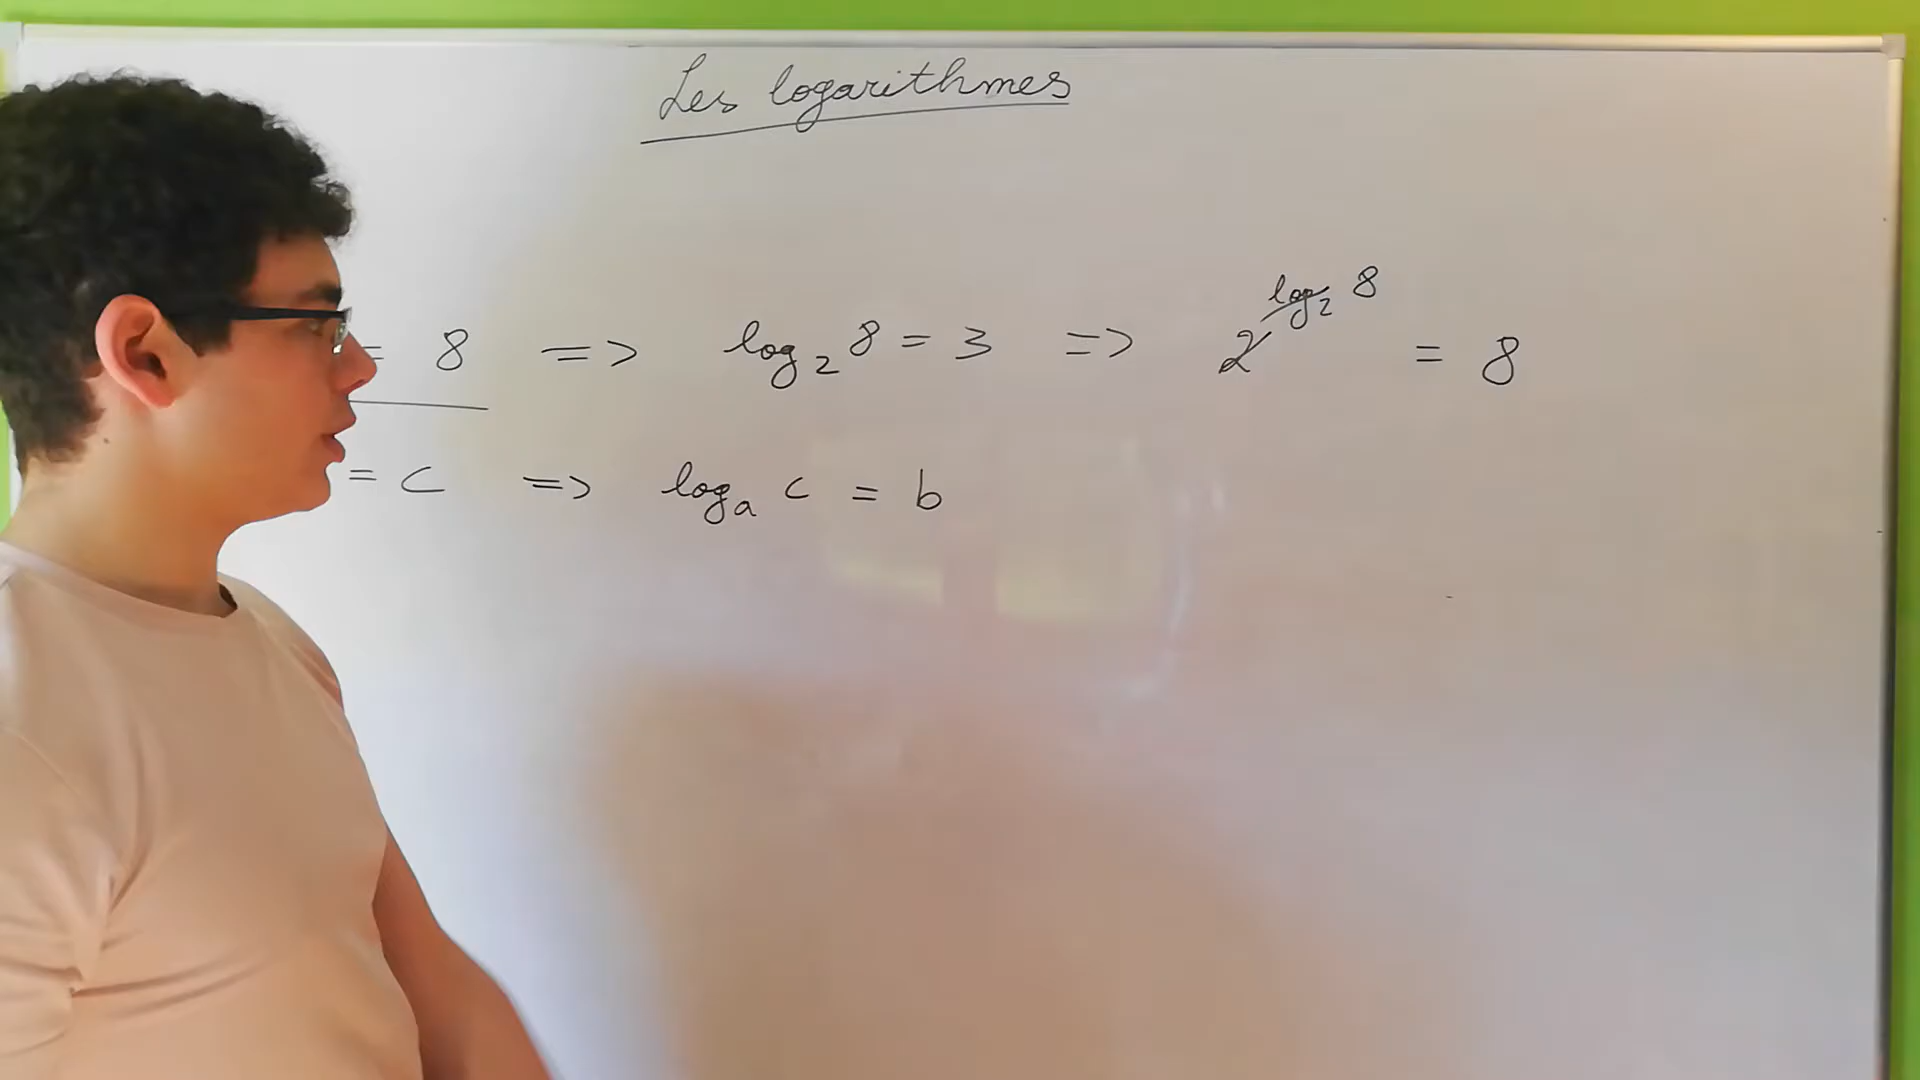 Les logarithmes
= 8 => log₂ 8 = 3 => 2^log₂ 8 = 8
= c => logₐ c = b